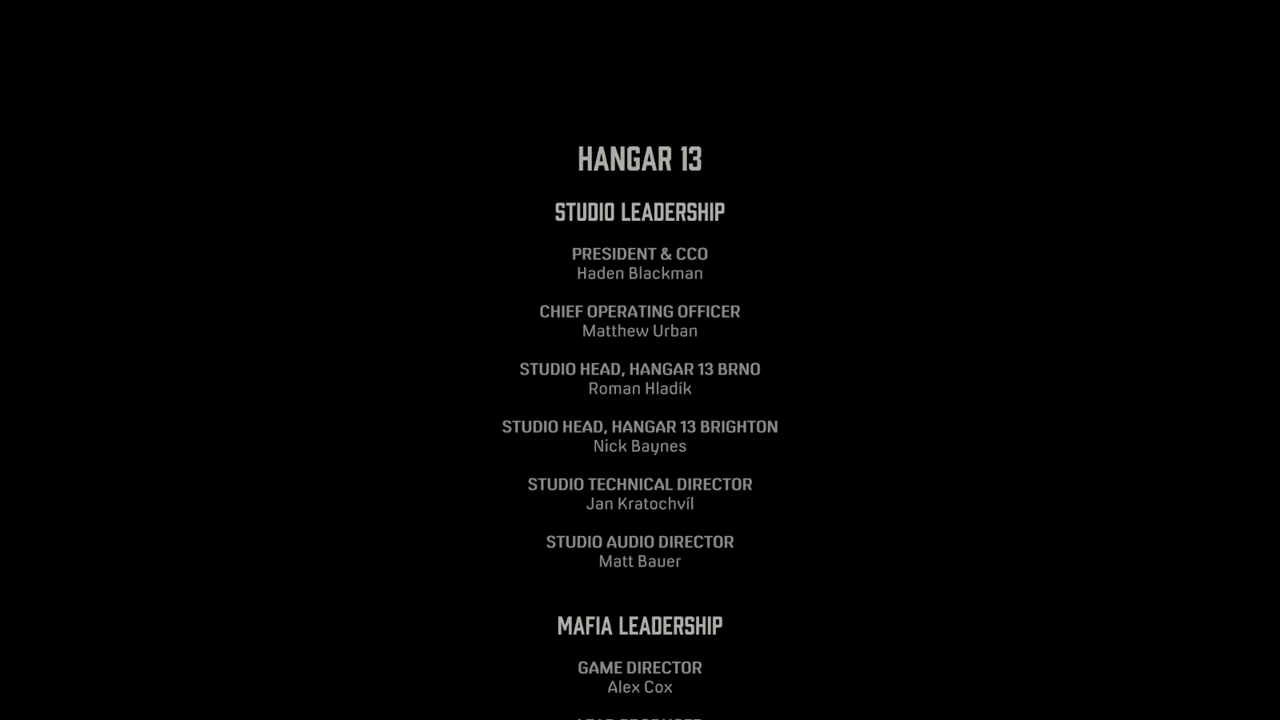 HANGAR 13
STUDIO LEADERSHIP
PRESIDENT & CCO
Haden Blackman
CHIEF OPERATING OFFICER
Matthew Urban
STUDIO HEAD, HANGAR 13 BRNO
Roman Hladík
STUDIO HEAD, HANGAR 13 BRIGHTON
Nick Baynes
STUDIO TECHNICAL DIRECTOR
Jan Kratochvíl
STUDIO AUDIO DIRECTOR
Matt Bauer
MAFIA LEADERSHIP
GAME DIRECTOR
Alex Cox